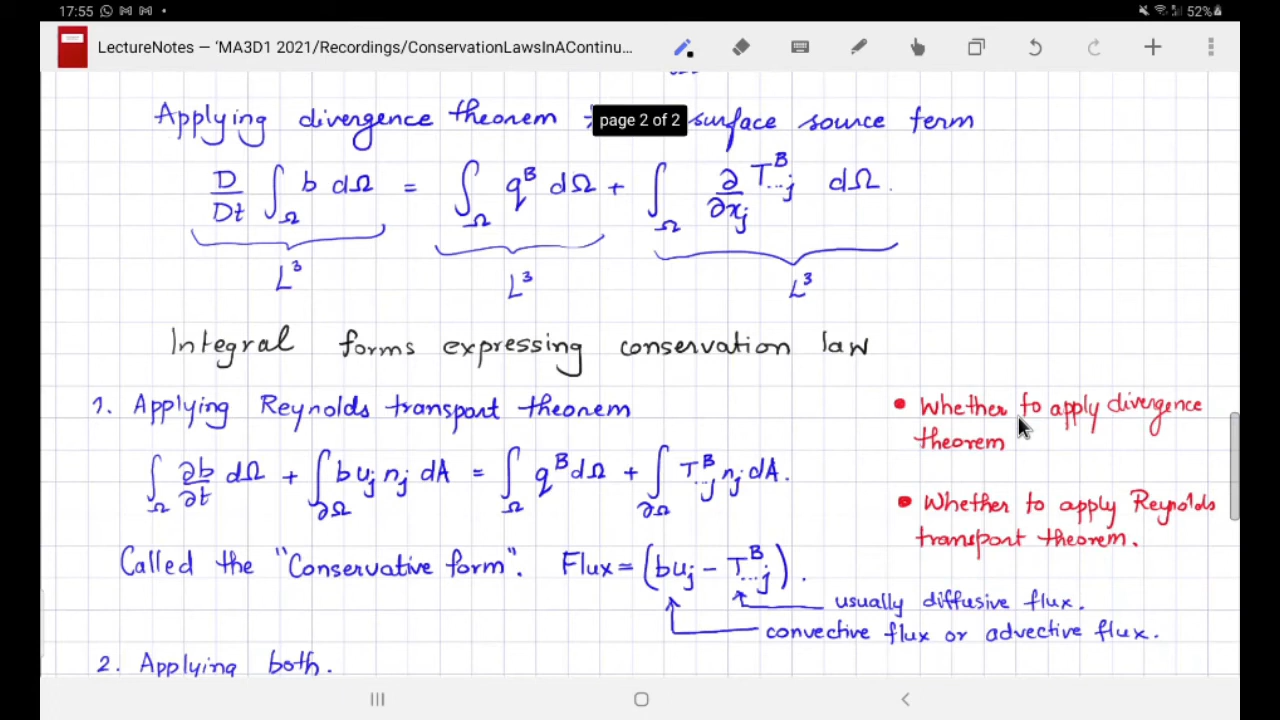 17:55
52%
LectureNotes — ‘MA3D1 2021/Recordings/ConservationLawsInAContinu...
Applying divergence theorem surface source term
page 2 of 2
D/Dt ∫_Ω b dΩ = ∫_Ω q^B dΩ + ∫_Ω ∂/∂x_j T^B_{...j} dΩ.
L³ L³ L³
Integral forms expressing conservation law
1. Applying Reynolds transport theorem
∫_Ω ∂b/∂t dΩ + ∫_∂Ω b u_j n_j dA = ∫_Ω q^B dΩ + ∫_∂Ω T^B_{...j} n_j dA.
• Whether to apply divergence
theorem
• Whether to apply Reynolds
transport theorem.
Called the "Conservative form". Flux = (b u_j - T^B_{...j}).
usually diffusive flux.
convective flux or advective flux.
2. Applying both.